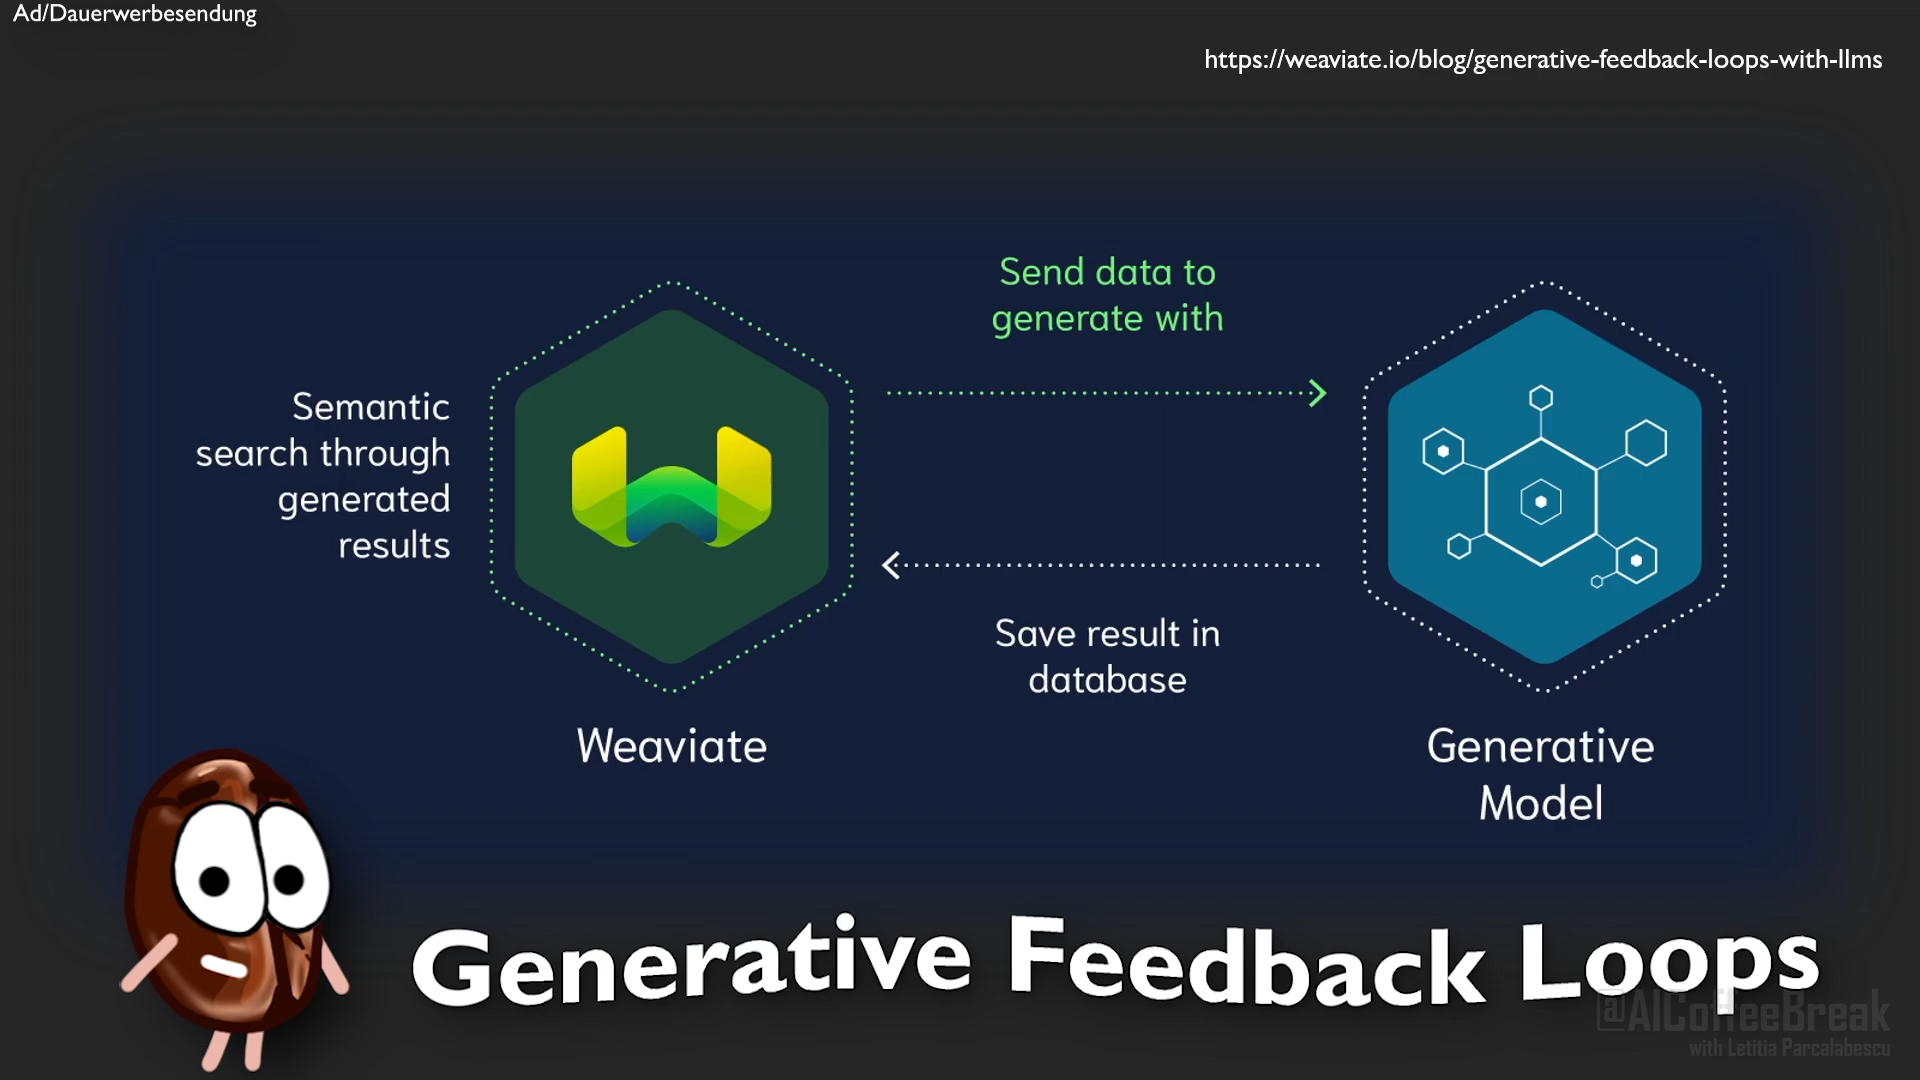 Ad/Dauerwerbesendung
https://weaviate.io/blog/generative-feedback-loops-with-llms
Send data to
generate with
Semantic
search through
generated
results
Save result in
database
Weaviate
Generative
Model
Generative Feedback Loops
@AICoffeeBreak
with Letitia Parcalabescu